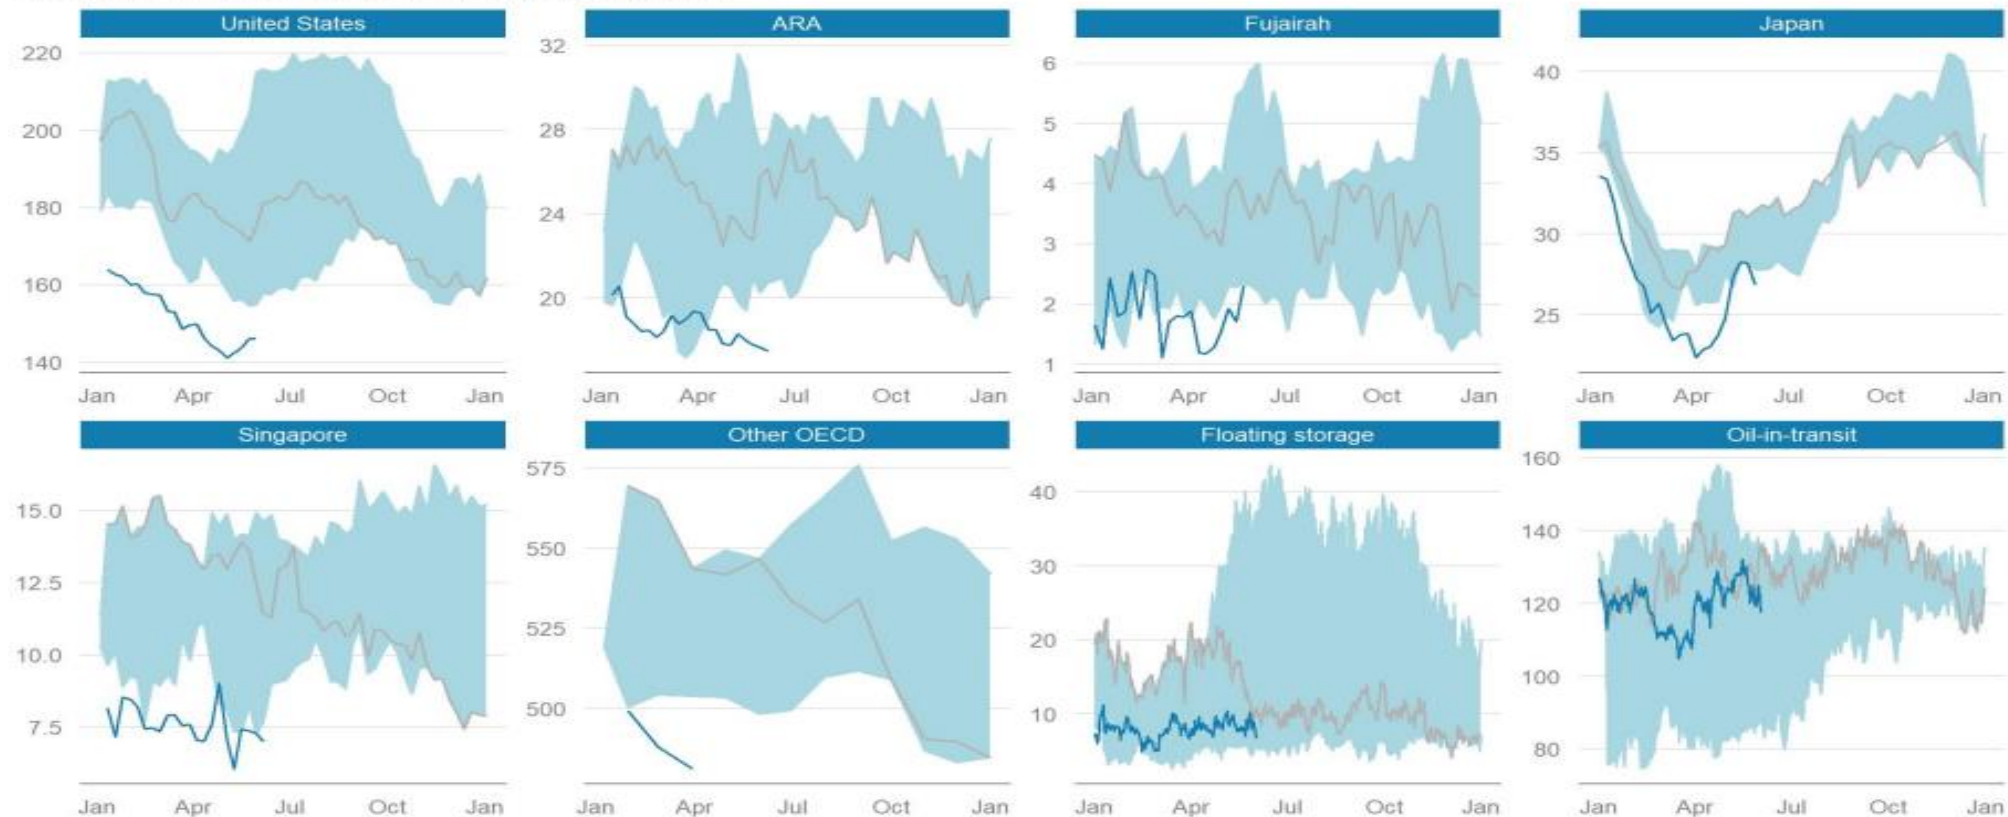 United States
220
200
180
160
140
Jan Apr Jul Oct Jan
ARA
32
28
24
20
Jan Apr Jul Oct Jan
Fujairah
6
5
4
3
2
1
Jan Apr Jul Oct Jan
Japan
40
35
30
25
Jan Apr Jul Oct Jan
Singapore
15.0
12.5
10.0
7.5
Jan Apr Jul Oct Jan
Other OECD
575
550
525
500
Jan Apr Jul Oct Jan
Floating storage
40
30
20
10
Jan Apr Jul Oct Jan
Oil-in-transit
160
140
120
100
80
Jan Apr Jul Oct Jan